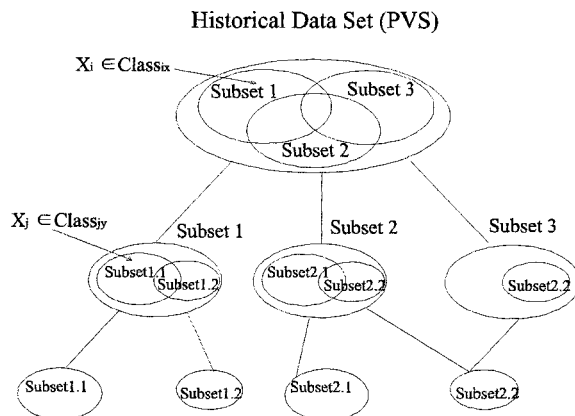 Historical Data Set (PVS)
Xi ∈Classix
Subset 1
Subset 3
Subset 2
Xj ∈Classjy
Subset 1
Subset 2
Subset 3
Subset1.1
Subset1.2
Subset2.1
Subset2.2
Subset2.2
Subset1.1
Subset1.2
Subset2.1
Subset2.2